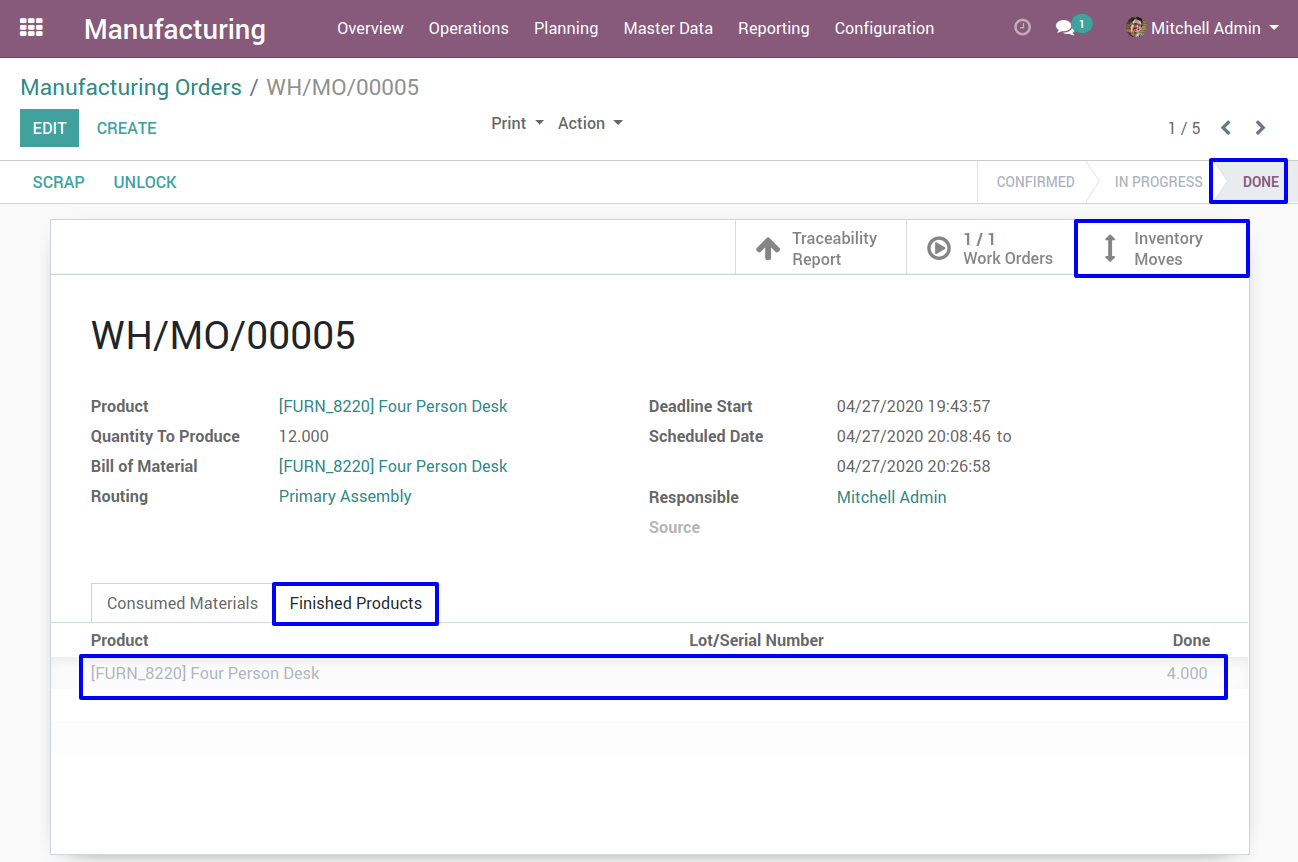 Manufacturing Overview Operations Planning Master Data Reporting Configuration 1 Mitchell Admin
Manufacturing Orders / WH/MO/00005
EDIT CREATE Print Action 1 / 5
SCRAP UNLOCK CONFIRMED IN PROGRESS DONE
Traceability Report
1 / 1 Work Orders
Inventory Moves
WH/MO/00005
Product [FURN_8220] Four Person Desk
Quantity To Produce 12.000
Bill of Material [FURN_8220] Four Person Desk
Routing Primary Assembly
Deadline Start 04/27/2020 19:43:57
Scheduled Date 04/27/2020 20:08:46 to
04/27/2020 20:26:58
Responsible Mitchell Admin
Source
Consumed Materials Finished Products
Product Lot/Serial Number Done
[FURN_8220] Four Person Desk 4.000